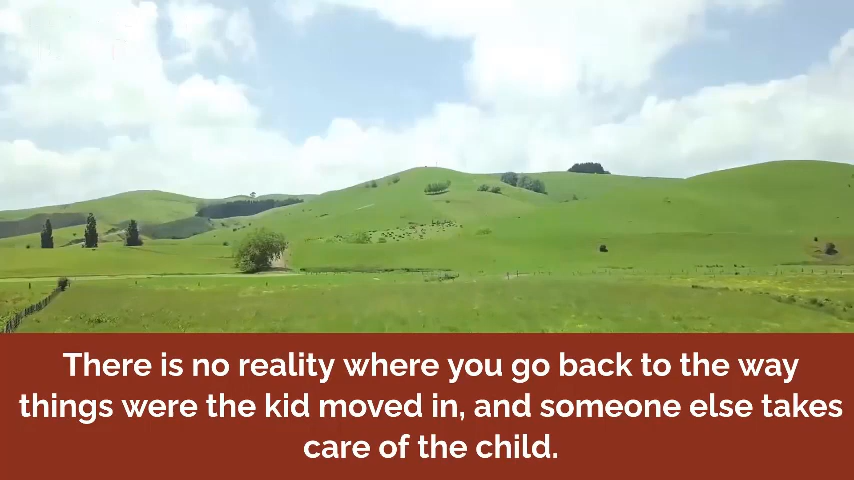 There is no reality where you go back to the way
things were the kid moved in, and someone else takes
care of the child.